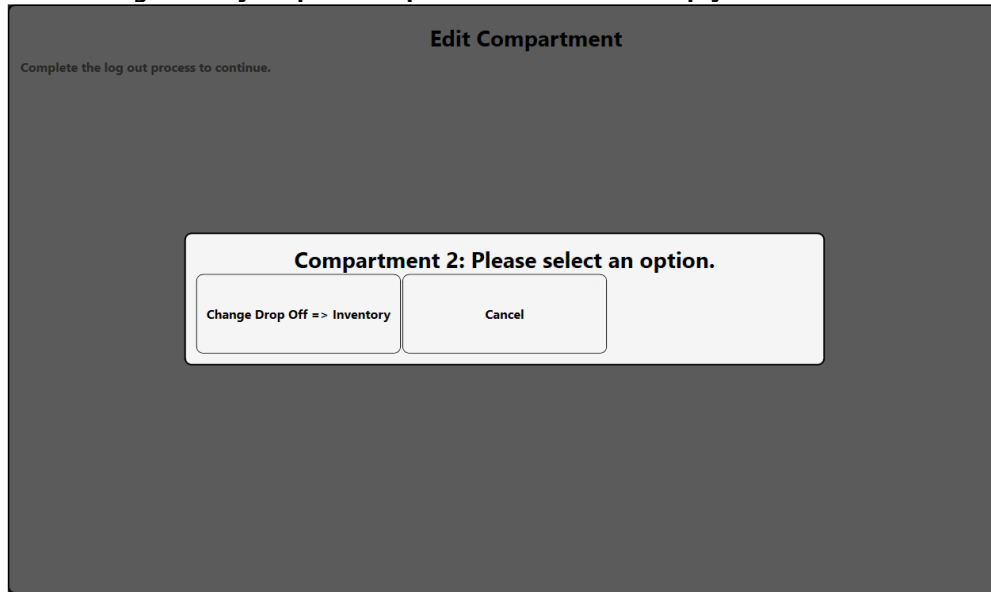 Edit Compartment
Complete the log out process to continue.
Compartment 2: Please select an option.
Change Drop Off => Inventory
Cancel